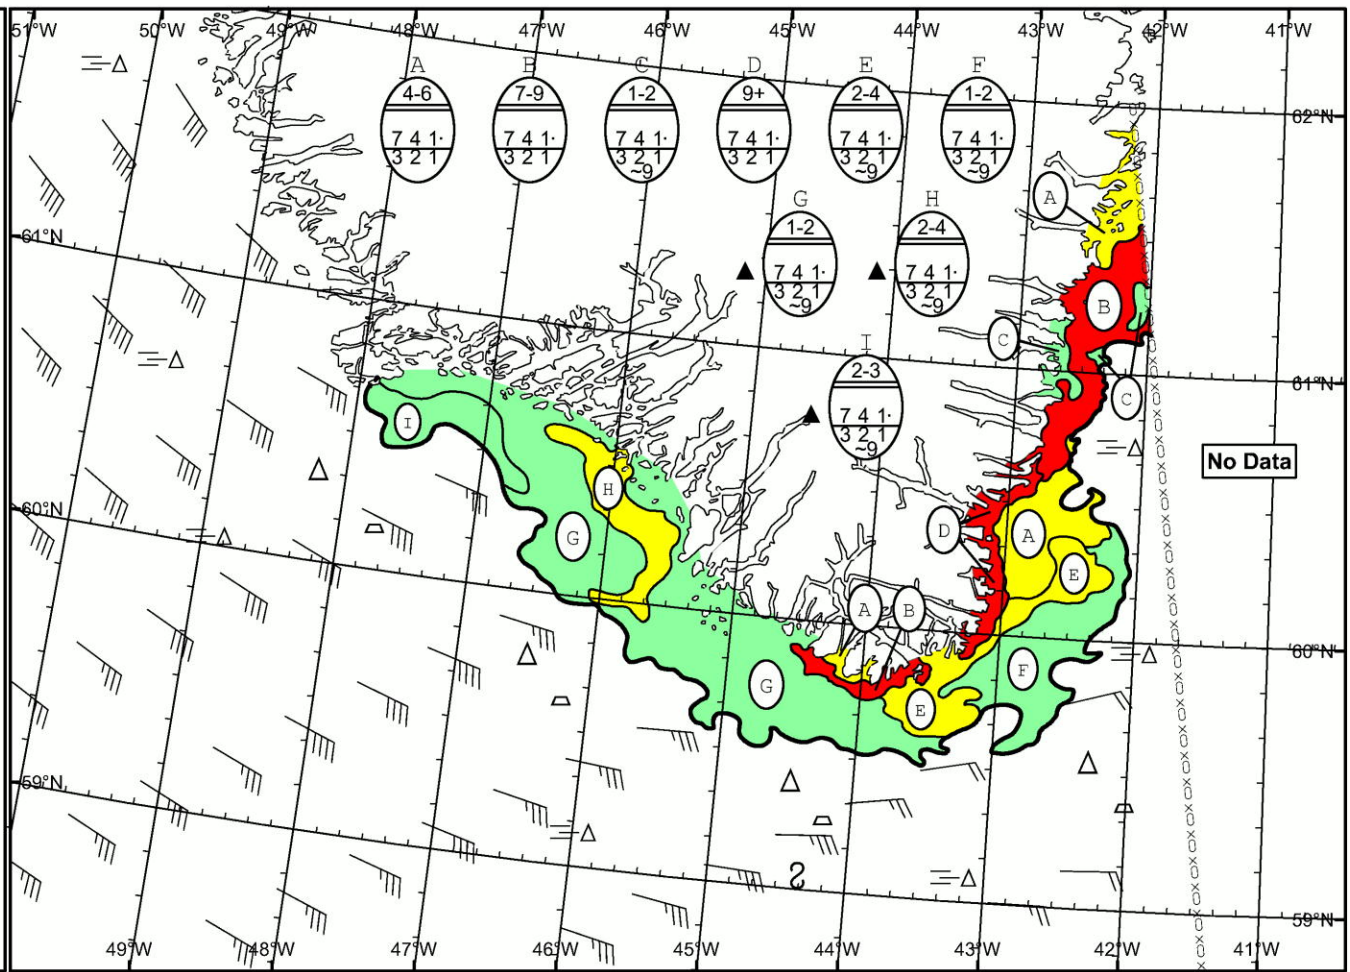 51°W 50°W 49°W 48°W 47°W 46°W 45°W 44°W 43°W 42°W 41°W
A B C D E F
4-6 7-9 1-2 9+ 2-4 1-2
7 4 1· 7 4 1· 7 4 1· 7 4 1· 7 4 1· 7 4 1·
3 2 1 3 2 1 3 2 1 3 2 1 3 2 1 3 2 1
~9 ~9 ~9
62°N
A
G H
1-2 2-4
61°N
7 4 1· 7 4 1·
3 2 1 3 2 1
~9 ~9
B
C
I
2-3
61°N
7 4 1·
3 2 1
~9
C
I
No Data
H
60°N
G
D A
E
A B
60°N
F
G
E
59°N
59°N
49°W 48°W 47°W 46°W 45°W 44°W 43°W 42°W 41°W